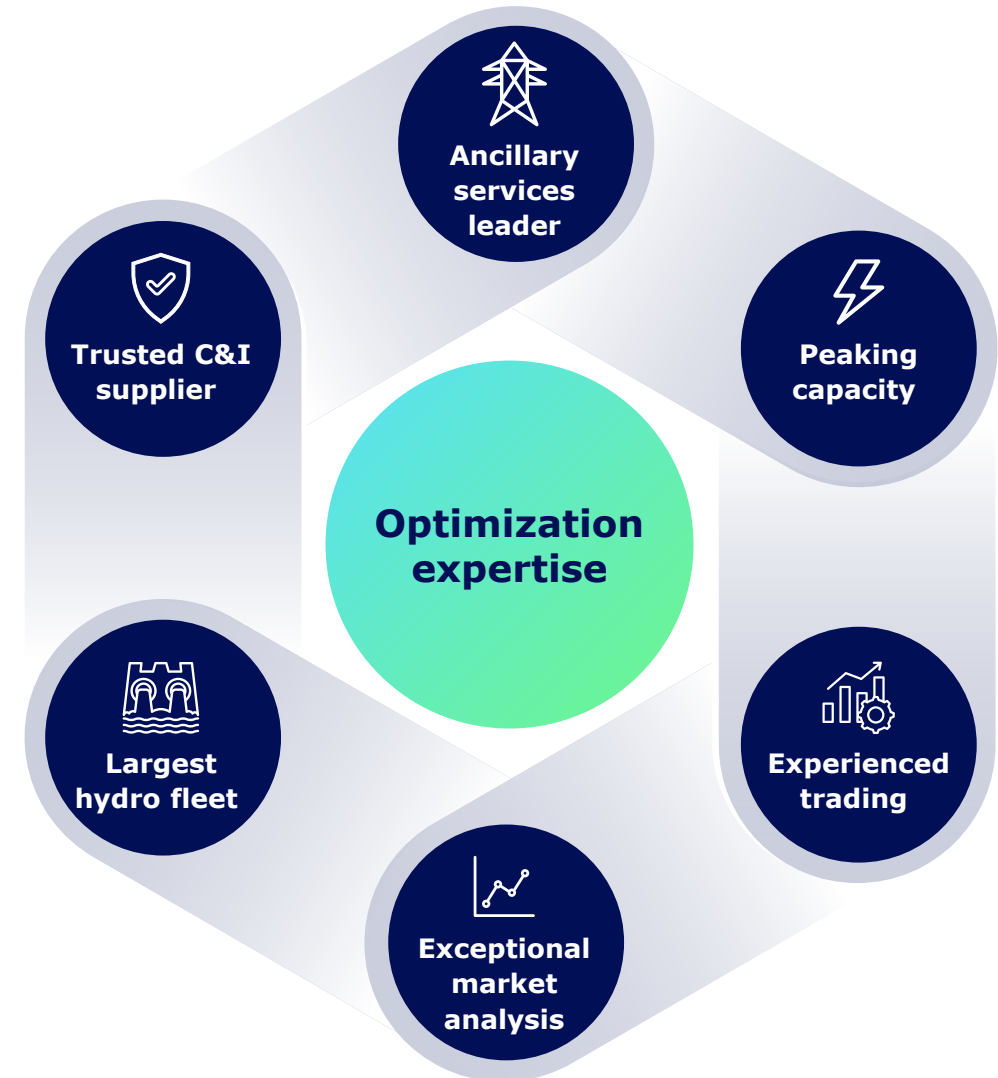 Ancillary
services
leader
Trusted C&I
supplier
Peaking
capacity
Optimization
expertise
Largest
hydro fleet
Experienced
trading
Exceptional
market
analysis